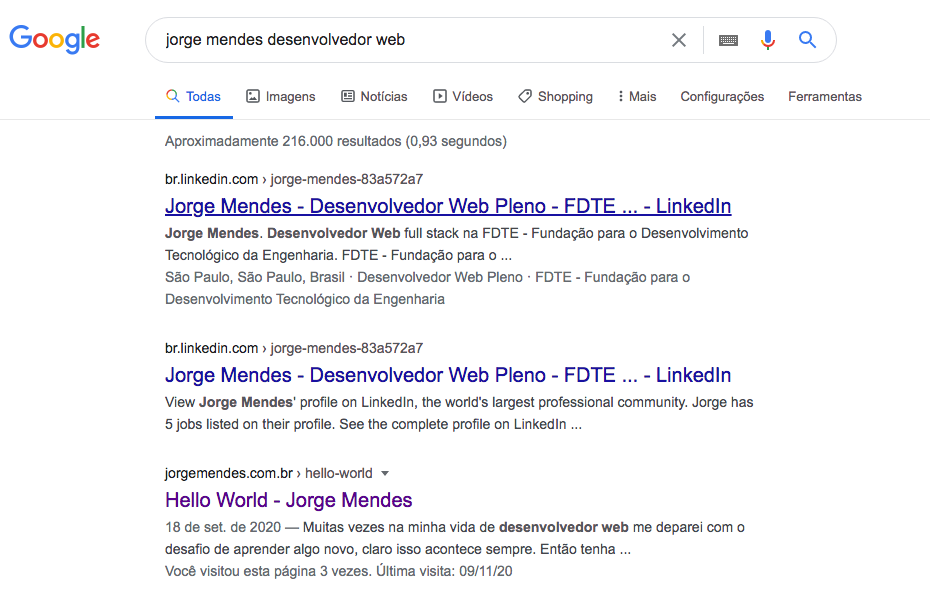 Google
jorge mendes desenvolvedor web
Todas Imagens Notícias Vídeos Shopping Mais Configurações Ferramentas
Aproximadamente 216.000 resultados (0,93 segundos)
br.linkedin.com › jorge-mendes-83a572a7
Jorge Mendes - Desenvolvedor Web Pleno - FDTE ... - LinkedIn
Jorge Mendes. Desenvolvedor Web full stack na FDTE - Fundação para o Desenvolvimento
Tecnológico da Engenharia. FDTE - Fundação para o ...
São Paulo, São Paulo, Brasil · Desenvolvedor Web Pleno · FDTE - Fundação para o
Desenvolvimento Tecnológico da Engenharia
br.linkedin.com › jorge-mendes-83a572a7
Jorge Mendes - Desenvolvedor Web Pleno - FDTE ... - LinkedIn
View Jorge Mendes' profile on LinkedIn, the world's largest professional community. Jorge has
5 jobs listed on their profile. See the complete profile on LinkedIn ...
jorgemendes.com.br › hello-world
Hello World - Jorge Mendes
18 de set. de 2020 — Muitas vezes na minha vida de desenvolvedor web me deparei com o
desafio de aprender algo novo, claro isso acontece sempre. Então tenha ...
Você visitou esta página 3 vezes. Última visita: 09/11/20